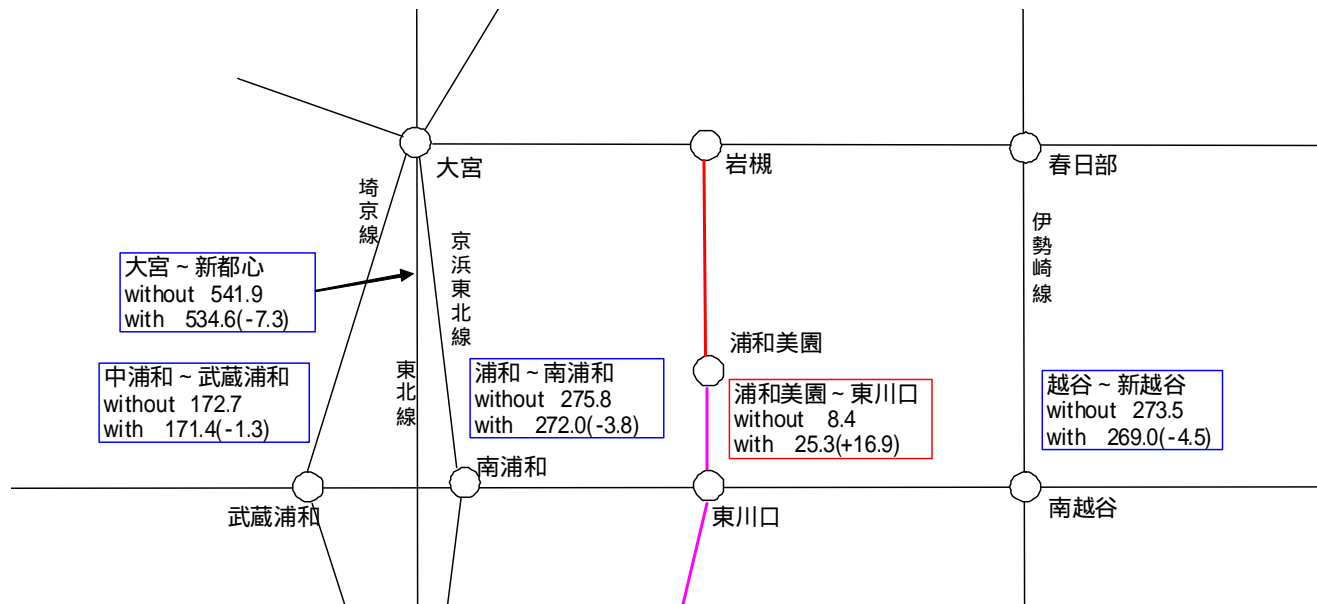 大宮
岩槻
春日部
埼京線
京浜東北線
伊勢崎線
大宮～新都心
without 541.9
with 534.6(-7.3)
東北線
浦和美園
中浦和～武蔵浦和
without 172.7
with 171.4(-1.3)
浦和～南浦和
without 275.8
with 272.0(-3.8)
浦和美園～東川口
without 8.4
with 25.3(+16.9)
越谷～新越谷
without 273.5
with 269.0(-4.5)
南浦和
武蔵浦和
東川口
南越谷